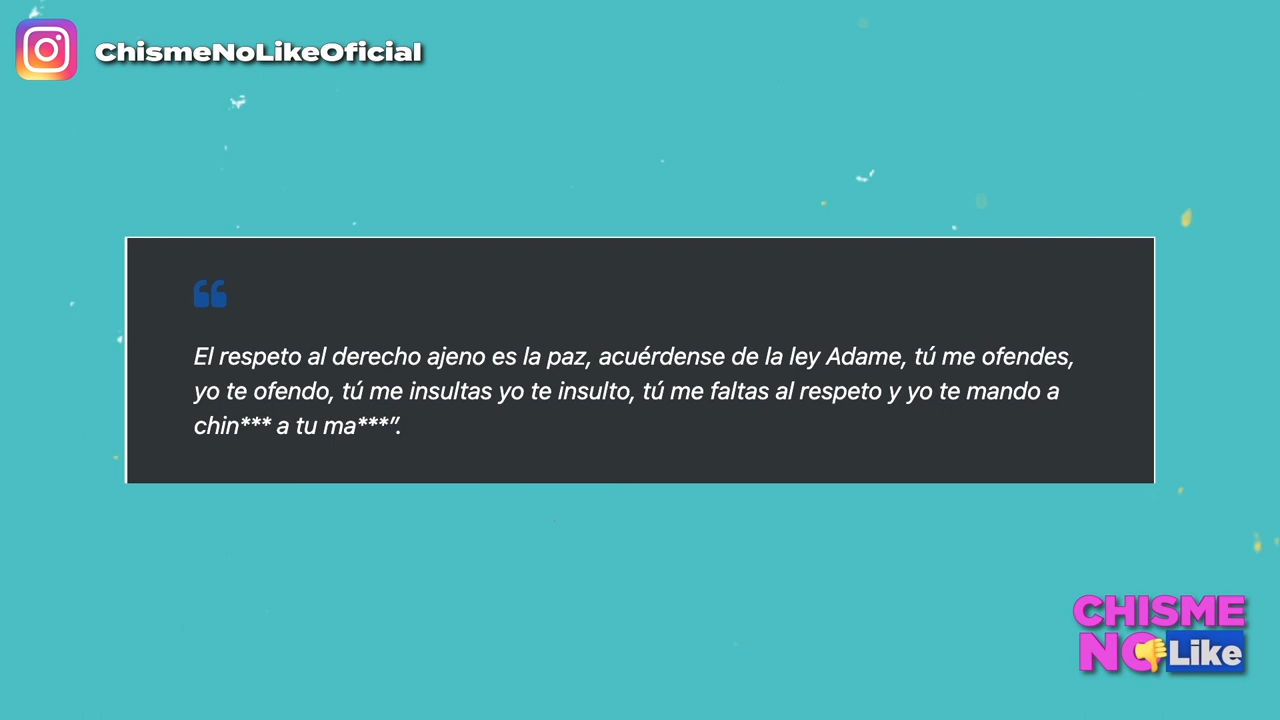 ChismeNoLikeOficial
“
El respeto al derecho ajeno es la paz, acuérdense de la ley Adame, tú me ofendes,
yo te ofendo, tú me insultas yo te insulto, tú me faltas al respeto y yo te mando a
chin*** a tu ma***”.
CHISME
NO Like